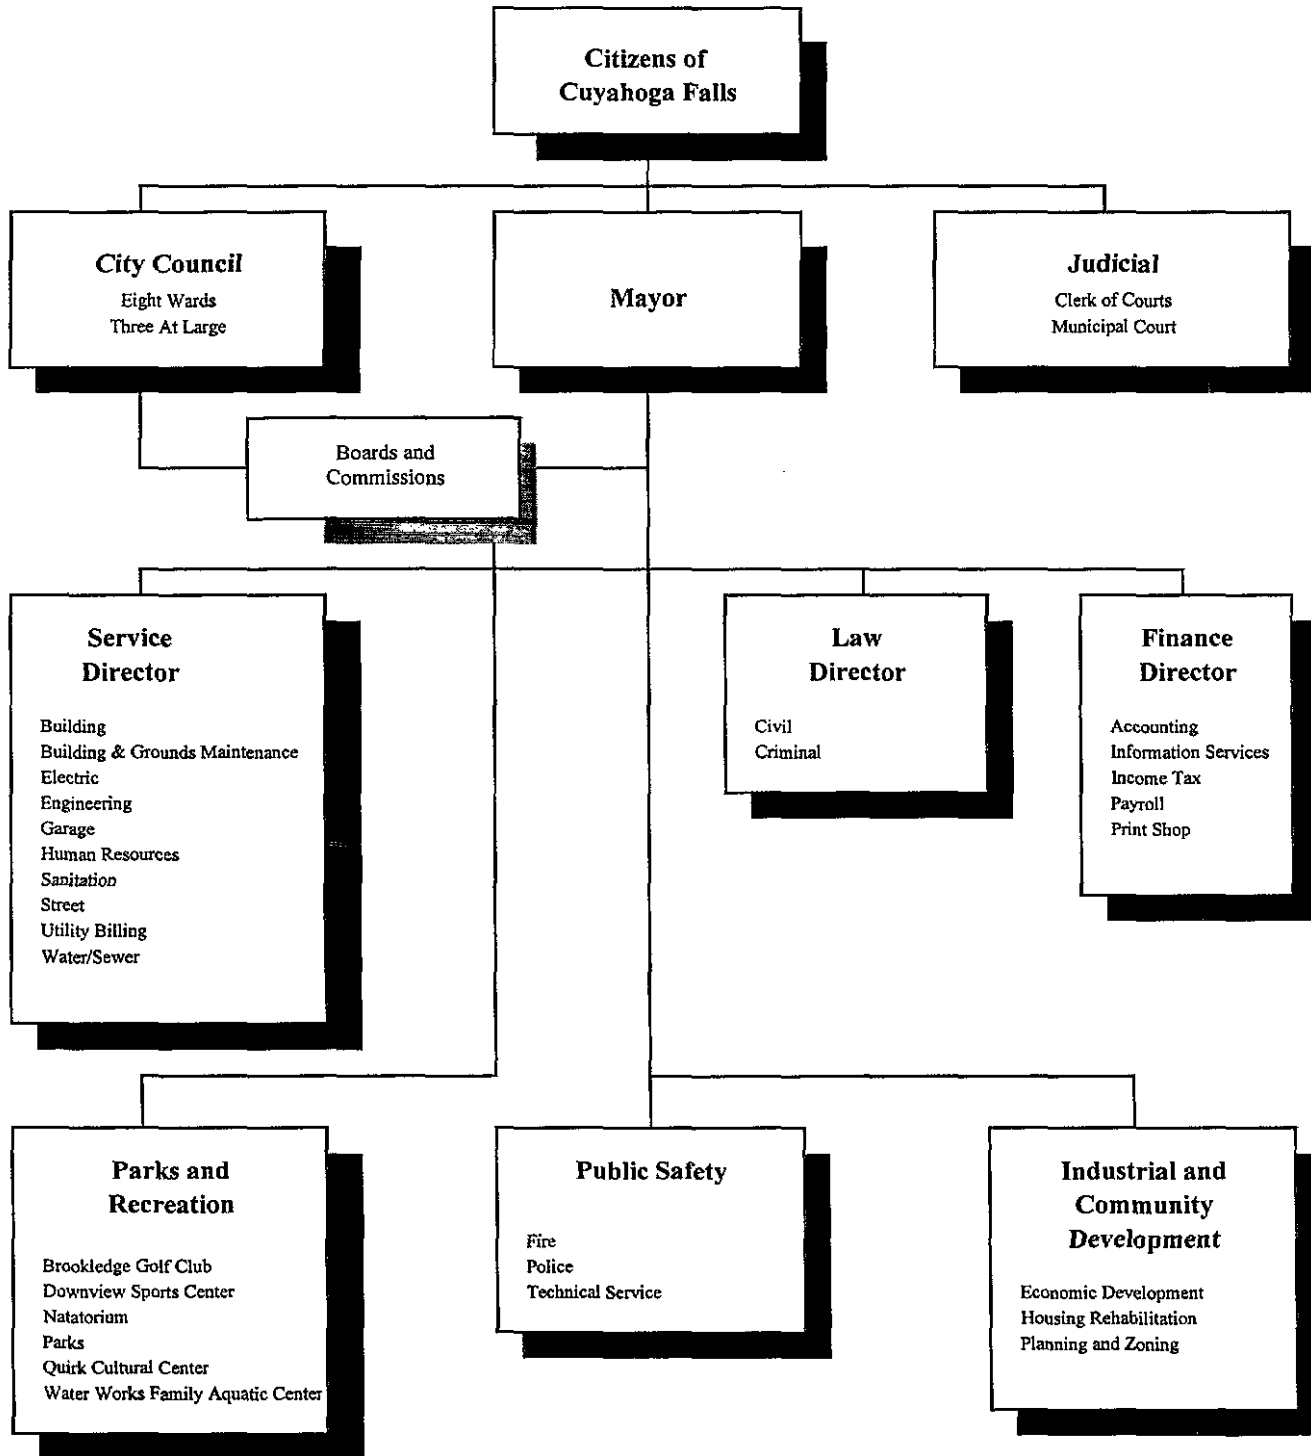 Citizens of
Cuyahoga Falls
City Council
Eight Wards
Three At Large
Mayor
Judicial
Clerk of Courts
Municipal Court
Boards and
Commissions
Service
Director
Building
Building & Grounds Maintenance
Electric
Engineering
Garage
Human Resources
Sanitation
Street
Utility Billing
Water/Sewer
Law
Director
Civil
Criminal
Finance
Director
Accounting
Information Services
Income Tax
Payroll
Print Shop
Parks and
Recreation
Brookledge Golf Club
Downview Sports Center
Natatorium
Parks
Quirk Cultural Center
Water Works Family Aquatic Center
Public Safety
Fire
Police
Technical Service
Industrial and
Community
Development
Economic Development
Housing Rehabilitation
Planning and Zoning